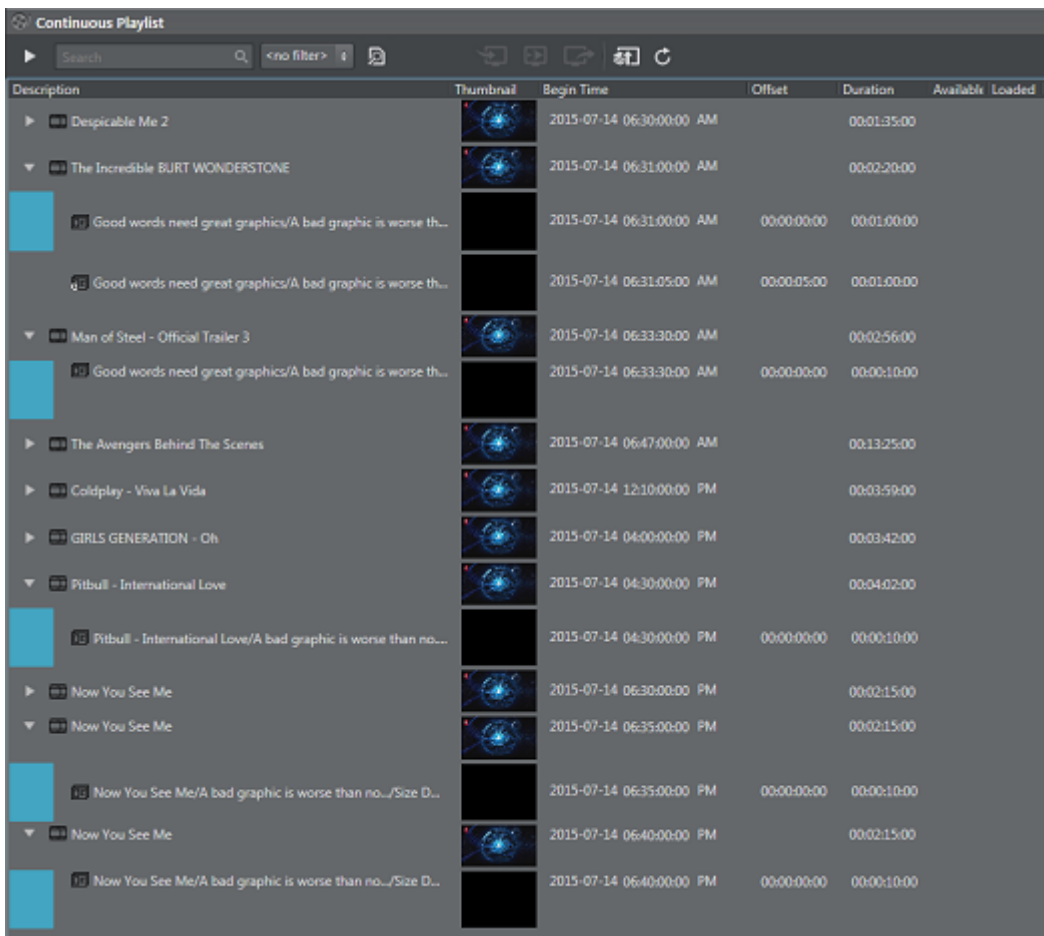 Continuous Playlist
Search <no filter>
Description Thumbnail Begin Time Offset Duration Available Loaded
Despicable Me 2 2015-07-14 06:30:00:00 AM 00:01:35:00
The Incredible BURT WONDERSTONE 2015-07-14 06:31:00:00 AM 00:02:20:00
Good words need great graphics/A bad graphic is worse th... 2015-07-14 06:31:00:00 AM 00:00:00:00 00:01:00:00
Good words need great graphics/A bad graphic is worse th... 2015-07-14 06:31:05:00 AM 00:00:05:00 00:01:00:00
Man of Steel - Official Trailer 3 2015-07-14 06:33:30:00 AM 00:02:56:00
Good words need great graphics/A bad graphic is worse th... 2015-07-14 06:33:30:00 AM 00:00:00:00 00:00:10:00
The Avengers Behind The Scenes 2015-07-14 06:47:00:00 AM 00:13:25:00
Coldplay - Viva La Vida 2015-07-14 12:10:00:00 PM 00:03:59:00
GIRLS GENERATION - Oh 2015-07-14 04:00:00:00 PM 00:03:42:00
Pitbull - International Love 2015-07-14 04:30:00:00 PM 00:04:02:00
Pitbull - International Love/A bad graphic is worse than no.... 2015-07-14 04:30:00:00 PM 00:00:00:00 00:00:10:00
Now You See Me 2015-07-14 06:30:00:00 PM 00:02:15:00
Now You See Me 2015-07-14 06:35:00:00 PM 00:02:15:00
Now You See Me/A bad graphic is worse than no.../Size D... 2015-07-14 06:35:00:00 PM 00:00:00:00 00:00:10:00
Now You See Me 2015-07-14 06:40:00:00 PM 00:02:15:00
Now You See Me/A bad graphic is worse than no.../Size D... 2015-07-14 06:40:00:00 PM 00:00:00:00 00:00:10:00